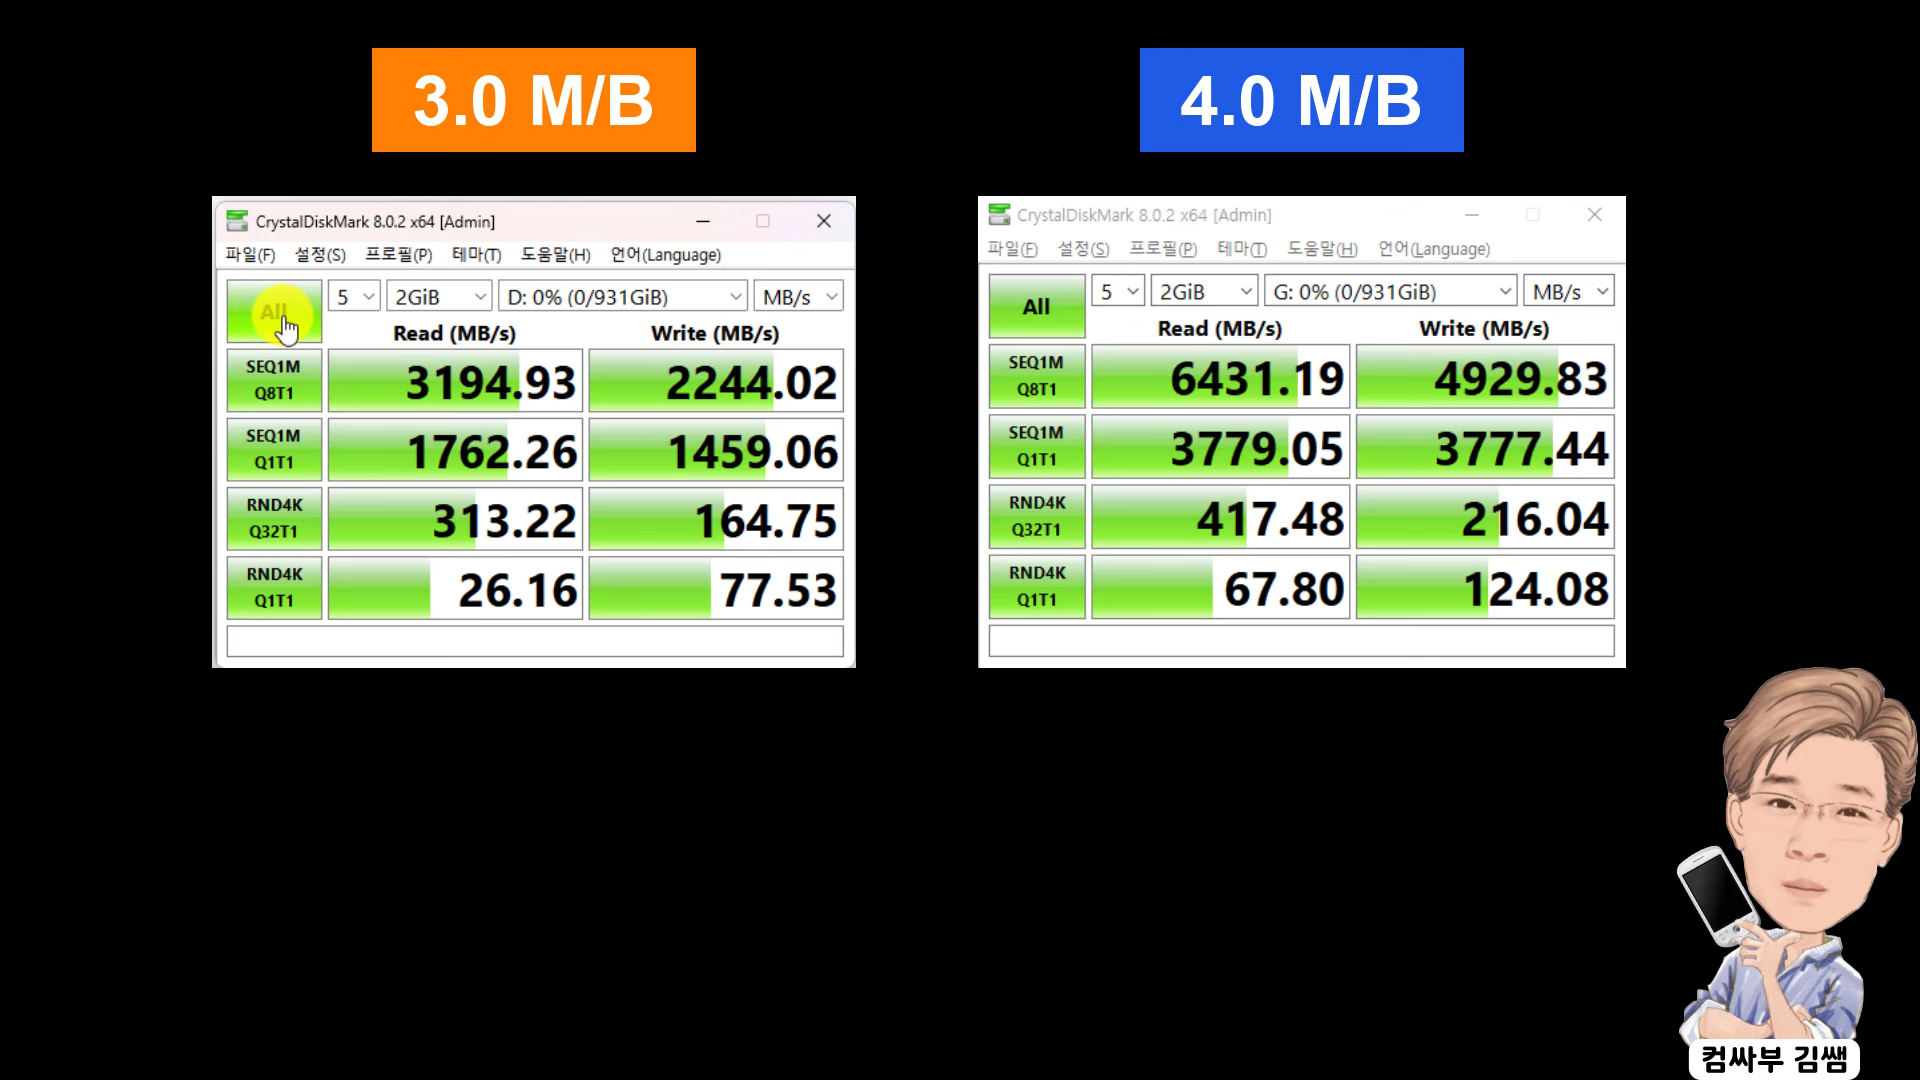 3.0 M/B
CrystalDiskMark 8.0.2 x64 [Admin]
파일(F) 설정(S) 프로필(P) 테마(T) 도움말(H) 언어(Language)
All 5 2GiB D: 0% (0/931GiB) MB/s
Read (MB/s) Write (MB/s)
SEQ1M Q8T1 3194.93 2244.02
SEQ1M Q1T1 1762.26 1459.06
RND4K Q32T1 313.22 164.75
RND4K Q1T1 26.16 77.53
4.0 M/B
CrystalDiskMark 8.0.2 x64 [Admin]
파일(F) 설정(S) 프로필(P) 테마(T) 도움말(H) 언어(Language)
All 5 2GiB G: 0% (0/931GiB) MB/s
Read (MB/s) Write (MB/s)
SEQ1M Q8T1 6431.19 4929.83
SEQ1M Q1T1 3779.05 3777.44
RND4K Q32T1 417.48 216.04
RND4K Q1T1 67.80 124.08
컴싸부 김쌤